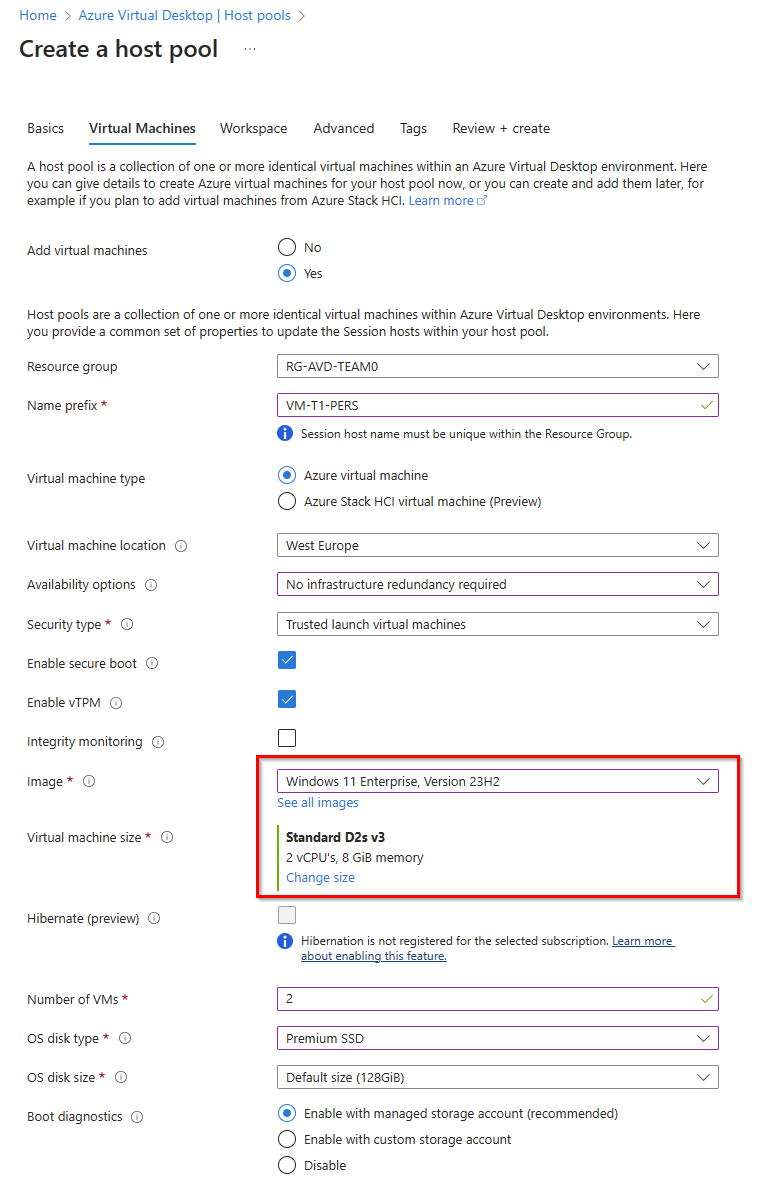 Home > Azure Virtual Desktop | Host pools >
Create a host pool ...
Basics Virtual Machines Workspace Advanced Tags Review + create
A host pool is a collection of one or more identical virtual machines within an Azure Virtual Desktop environment. Here
you can give details to create Azure virtual machines for your host pool now, or you can create and add them later, for
example if you plan to add virtual machines from Azure Stack HCI. Learn more
Add virtual machines
No
Yes
Host pools are a collection of one or more identical virtual machines within Azure Virtual Desktop environments. Here
you provide a common set of properties to update the Session hosts within your host pool.
Resource group RG-AVD-TEAM0
Name prefix * VM-T1-PERS
Session host name must be unique within the Resource Group.
Virtual machine type
Azure virtual machine
Azure Stack HCI virtual machine (Preview)
Virtual machine location West Europe
Availability options No infrastructure redundancy required
Security type * Trusted launch virtual machines
Enable secure boot
Enable vTPM
Integrity monitoring
Image * Windows 11 Enterprise, Version 23H2
See all images
Virtual machine size * Standard D2s v3
2 vCPU's, 8 GiB memory
Change size
Hibernate (preview)
Hibernation is not registered for the selected subscription. Learn more
about enabling this feature.
Number of VMs * 2
OS disk type * Premium SSD
OS disk size * Default size (128GiB)
Boot diagnostics
Enable with managed storage account (recommended)
Enable with custom storage account
Disable